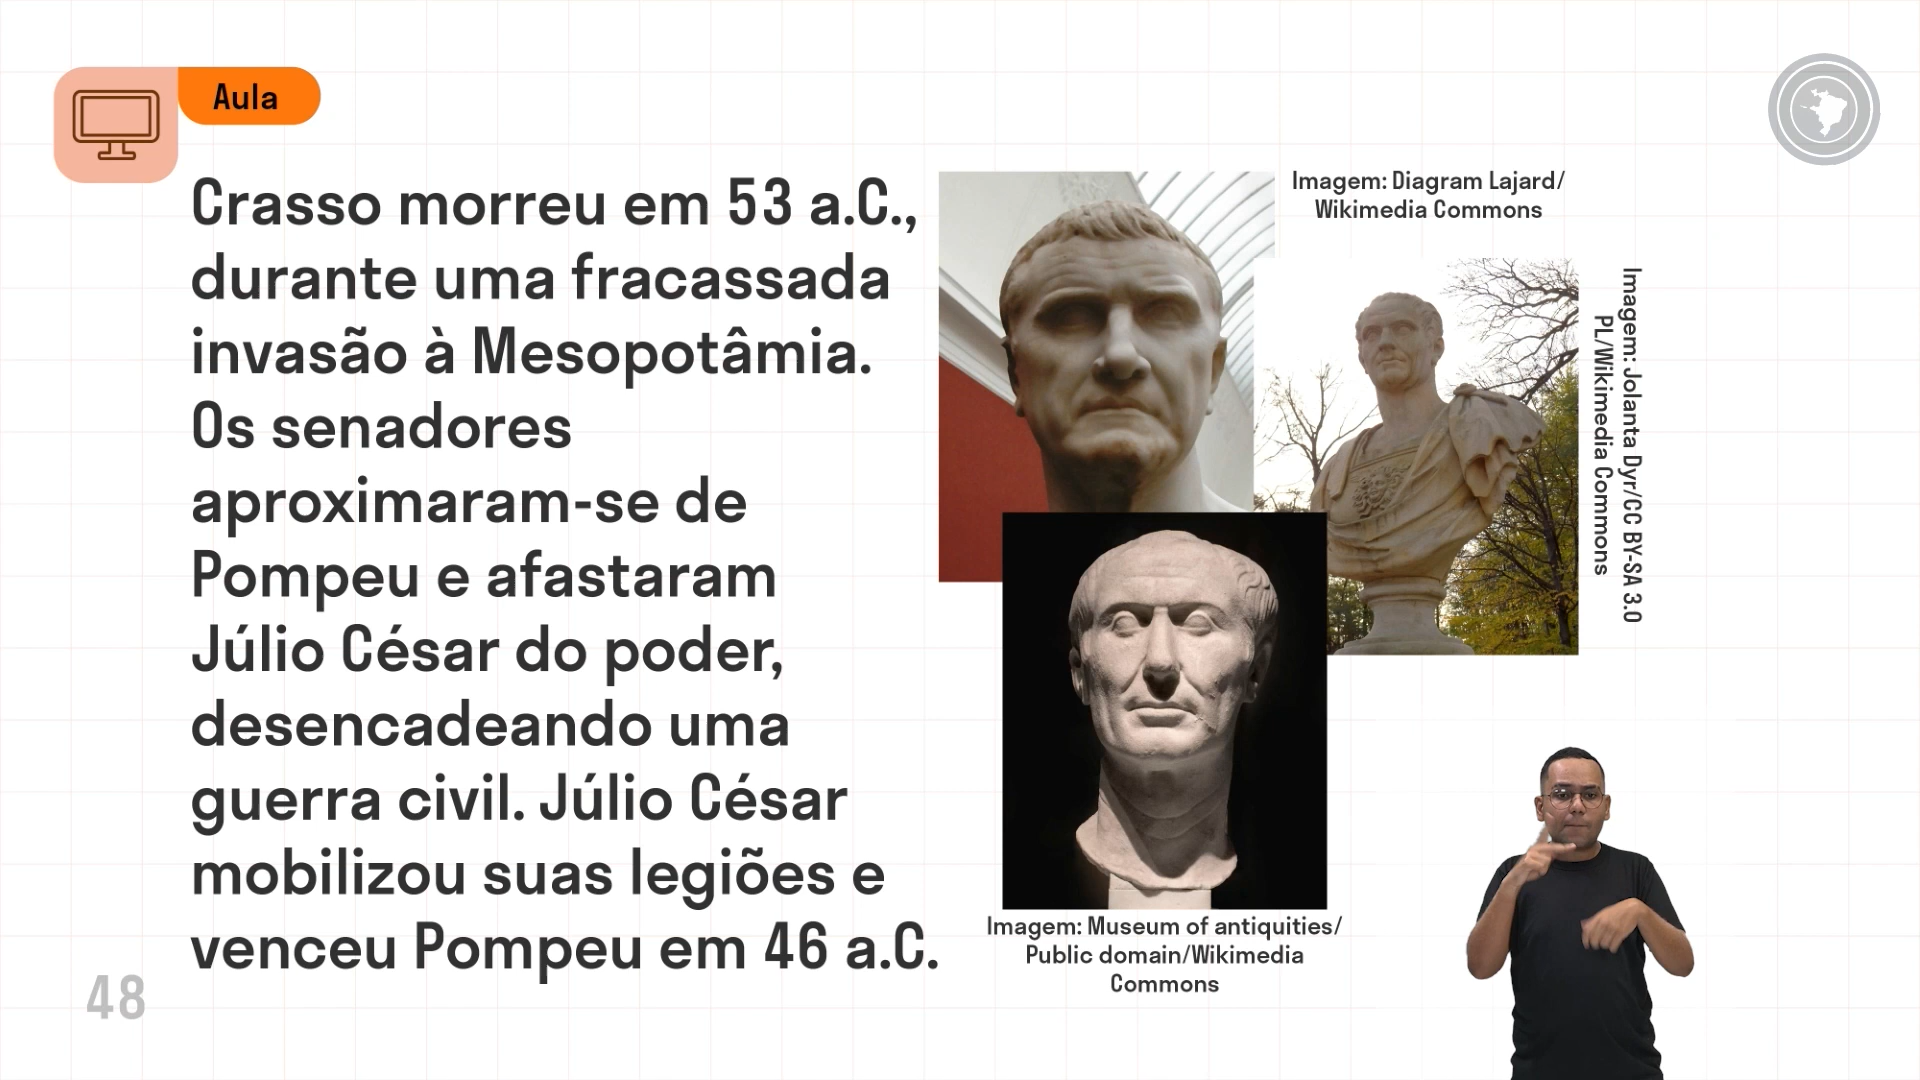 Aula
Crasso morreu em 53 a.C.,
durante uma fracassada
invasão à Mesopotâmia.
Os senadores
aproximaram-se de
Pompeu e afastaram
Júlio César do poder,
desencadeando uma
guerra civil. Júlio César
mobilizou suas legiões e
venceu Pompeu em 46 a.C.
Imagem: Diagram Lajard/
Wikimedia Commons
Imagem: Jolanta Dyr/CC BY-SA 3.0
PL/Wikimedia Commons
Imagem: Museum of antiquities/
Public domain/Wikimedia
Commons
48